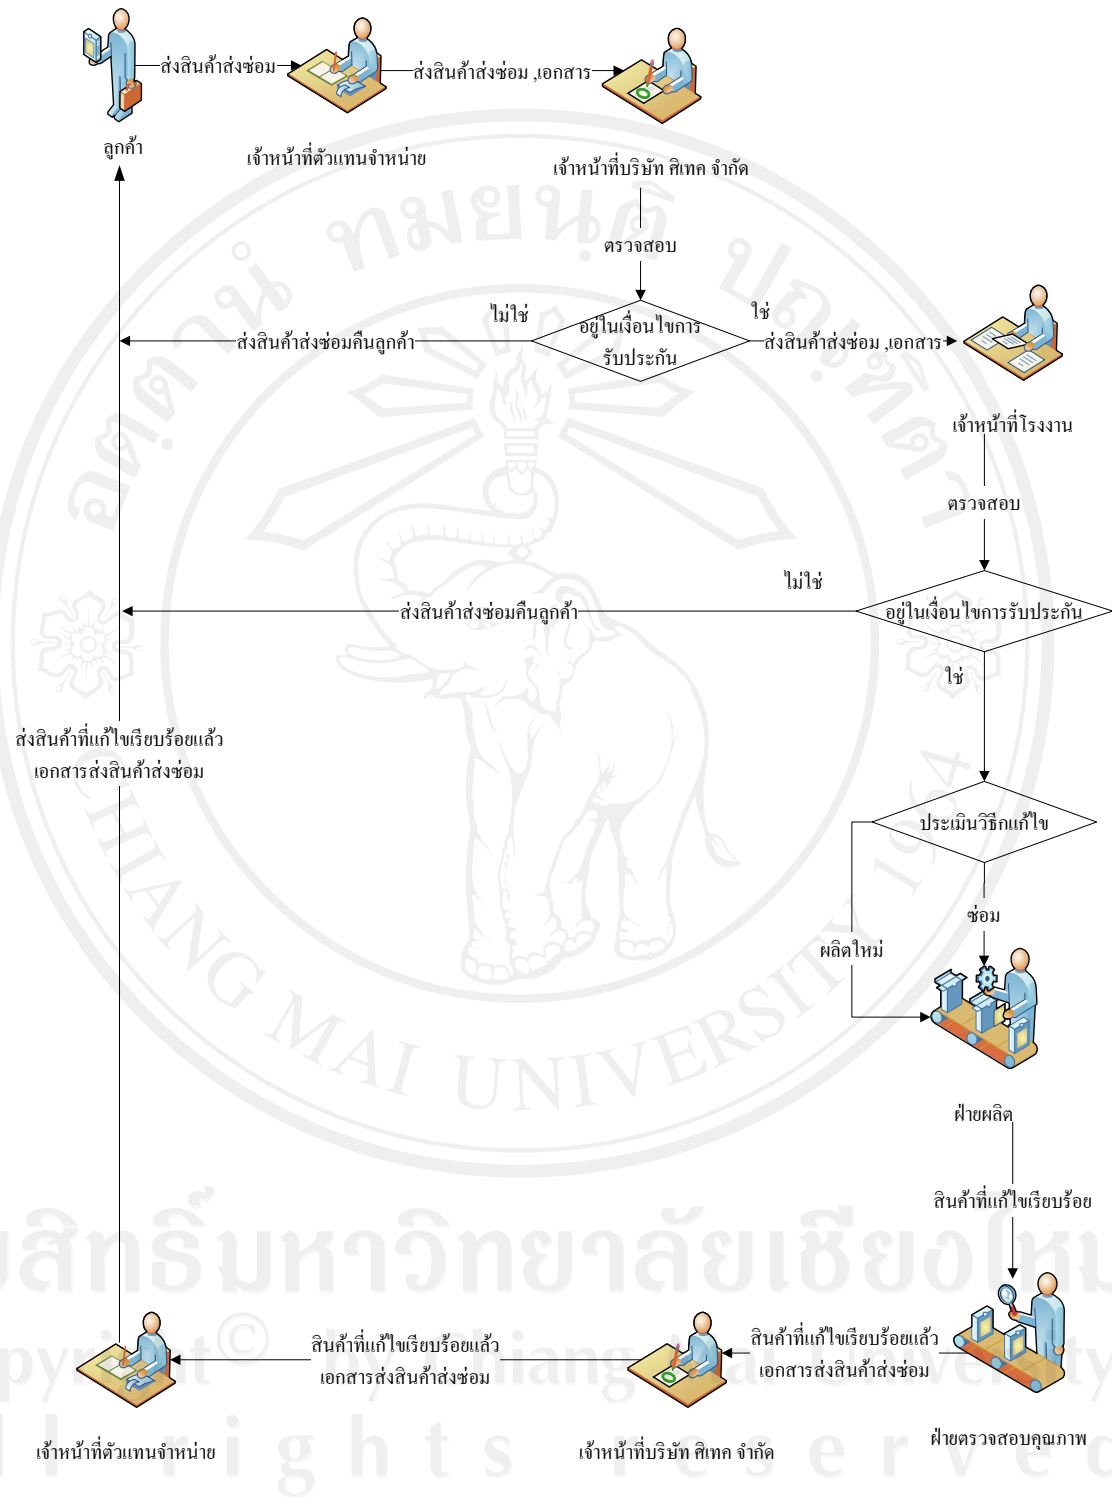 ส่งสินค้าส่งซ่อม
ส่งสินค้าส่งซ่อม ,เอกสาร
ลูกค้า
เจ้าหน้าที่ตัวแทนจำหน่าย
เจ้าหน้าที่บริษัท ศิเทค จำกัด
ตรวจสอบ
ไม่ใช่
อยู่ในเงื่อนไขการ
รับประกัน
ใช่
ส่งสินค้าส่งซ่อมคืนลูกค้า
ส่งสินค้าส่งซ่อม ,เอกสาร
เจ้าหน้าที่โรงงาน
ตรวจสอบ
ไม่ใช่
ส่งสินค้าส่งซ่อมคืนลูกค้า
อยู่ในเงื่อนไขการรับประกัน
ใช่
ส่งสินค้าที่แก้ไขเรียบร้อยแล้ว
เอกสารส่งสินค้าส่งซ่อม
ประเมินวิธีกแก้ไข
ซ่อม
ผลิตใหม่
ฝ่ายผลิต
สินค้าที่แก้ไขเรียบร้อย
สินค้าที่แก้ไขเรียบร้อยแล้ว
เอกสารส่งสินค้าส่งซ่อม
สินค้าที่แก้ไขเรียบร้อยแล้ว
เอกสารส่งสินค้าส่งซ่อม
เจ้าหน้าที่ตัวแทนจำหน่าย
เจ้าหน้าที่บริษัท ศิเทค จำกัด
ฝ่ายตรวจสอบคุณภาพ
อตฺตานํ ทมยนฺติ ปณฺฑิตา
CHIANG MAI UNIVERSITY 1964